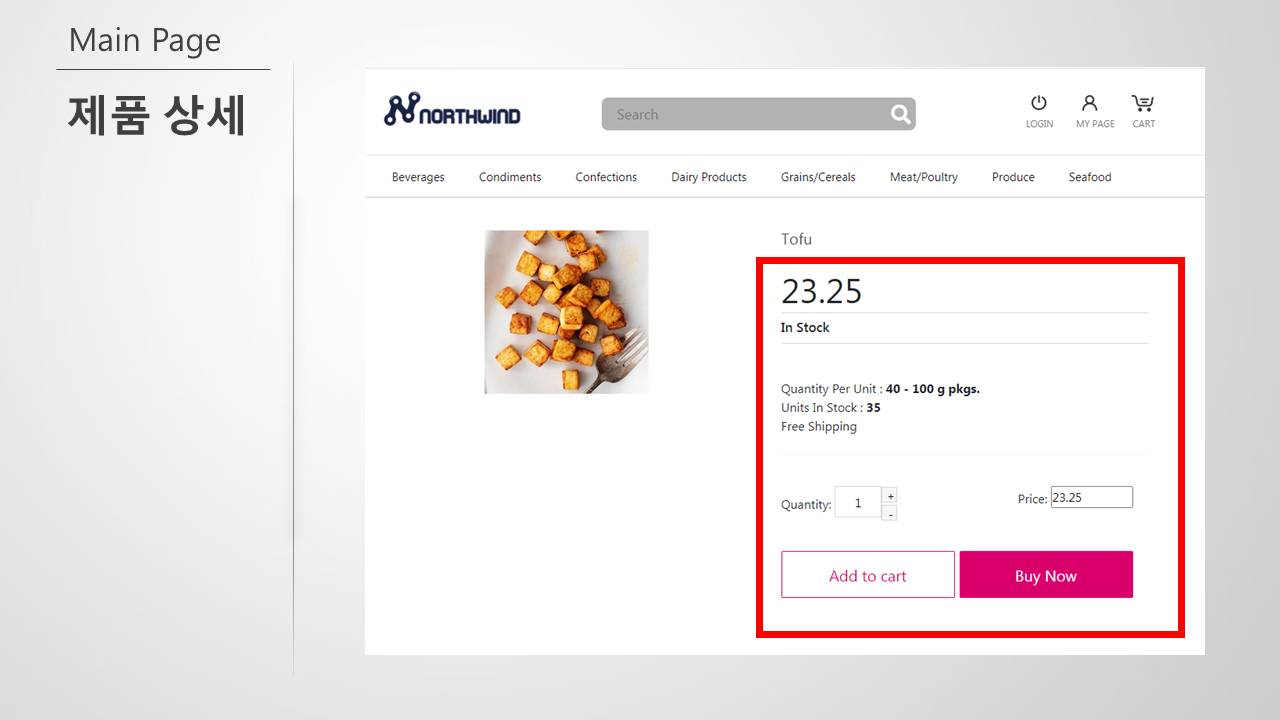 Main Page
제품 상세
NORTHWIND
Search
LOGIN MY PAGE CART
Beverages Condiments Confections Dairy Products Grains/Cereals Meat/Poultry Produce Seafood
Tofu
23.25
In Stock
Quantity Per Unit : 40 - 100 g pkgs.
Units In Stock : 35
Free Shipping
Quantity: 1 + - Price: 23.25
Add to cart Buy Now